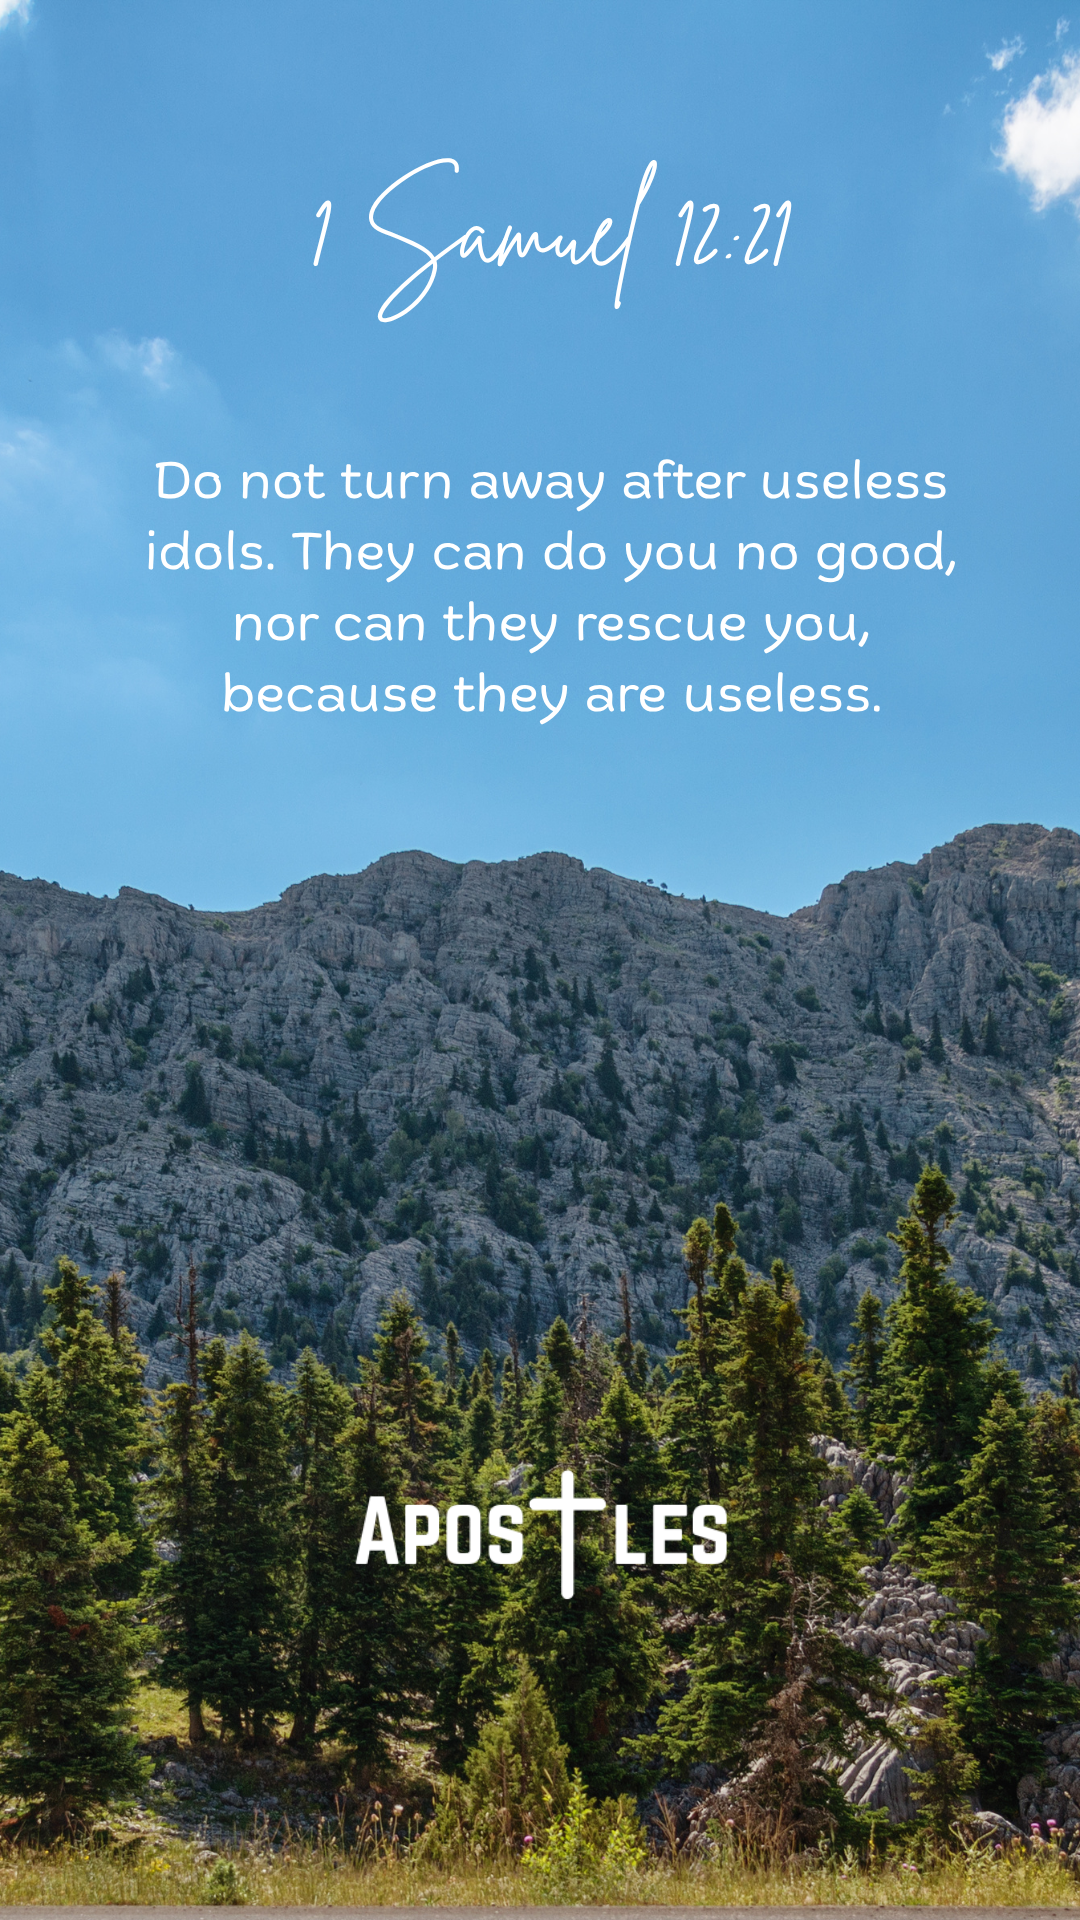 1 Samuel 12:21
Do not turn away after useless
idols. They can do you no good,
nor can they rescue you,
because they are useless.
APOSTLES